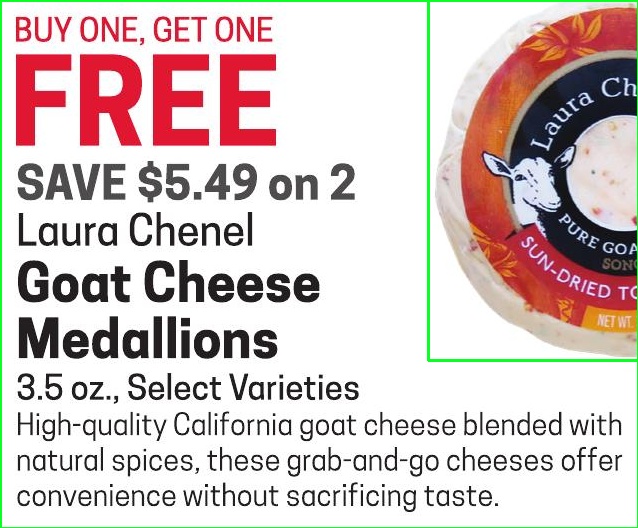 BUY ONE, GET ONE
FREE
SAVE $5.49 on 2
Laura Chenel
Goat Cheese
Medallions
3.5 oz., Select Varieties
High-quality California goat cheese blended with
natural spices, these grab-and-go cheeses offer
convenience without sacrificing taste.
Laura Ch
PURE GOA
SONO
SUN-DRIED TO
NET WT.